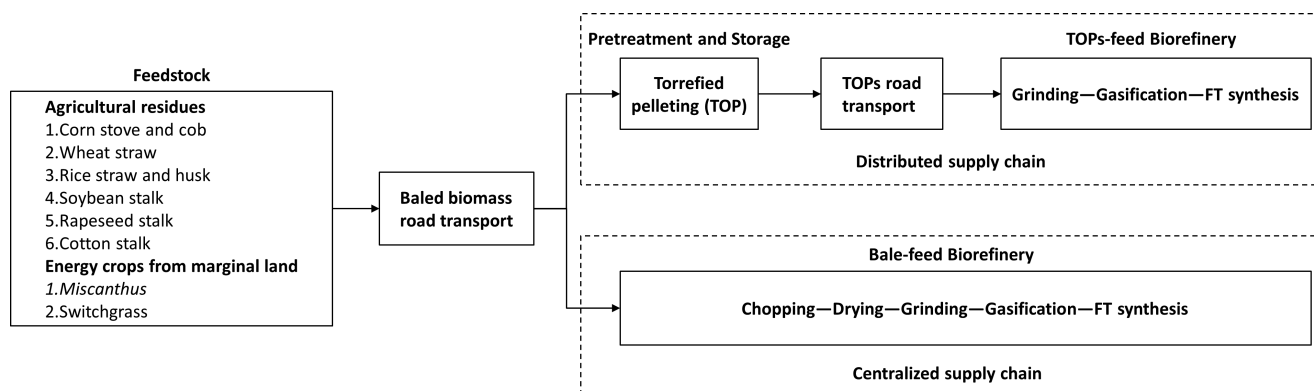 Feedstock
Agricultural residues
1.Corn stove and cob
2.Wheat straw
3.Rice straw and husk
4.Soybean stalk
5.Rapeseed stalk
6.Cotton stalk
Energy crops from marginal land
1.Miscanthus
2.Switchgrass
Baled biomass
road transport
Pretreatment and Storage
Torrefied
pelleting (TOP)
TOPs road
transport
TOPs-feed Biorefinery
Grinding—Gasification—FT synthesis
Distributed supply chain
Bale-feed Biorefinery
Chopping—Drying—Grinding—Gasification—FT synthesis
Centralized supply chain